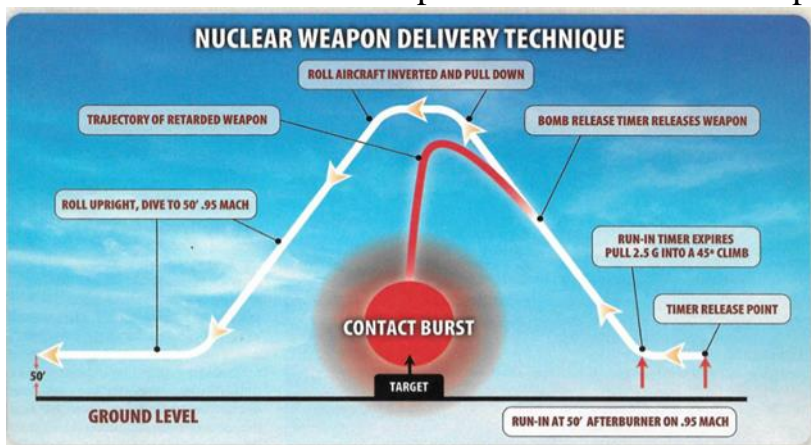 NUCLEAR WEAPON DELIVERY TECHNIQUE
ROLL AIRCRAFT INVERTED AND PULL DOWN
TRAJECTORY OF RETARDED WEAPON
BOMB RELEASE TIMER RELEASES WEAPON
ROLL UPRIGHT, DIVE TO 50' .95 MACH
RUN-IN TIMER EXPIRES
PULL 2.5 G INTO A 45º CLIMB
TIMER RELEASE POINT
CONTACT BURST
50'
TARGET
GROUND LEVEL
RUN-IN AT 50' AFTERBURNER ON .95 MACH